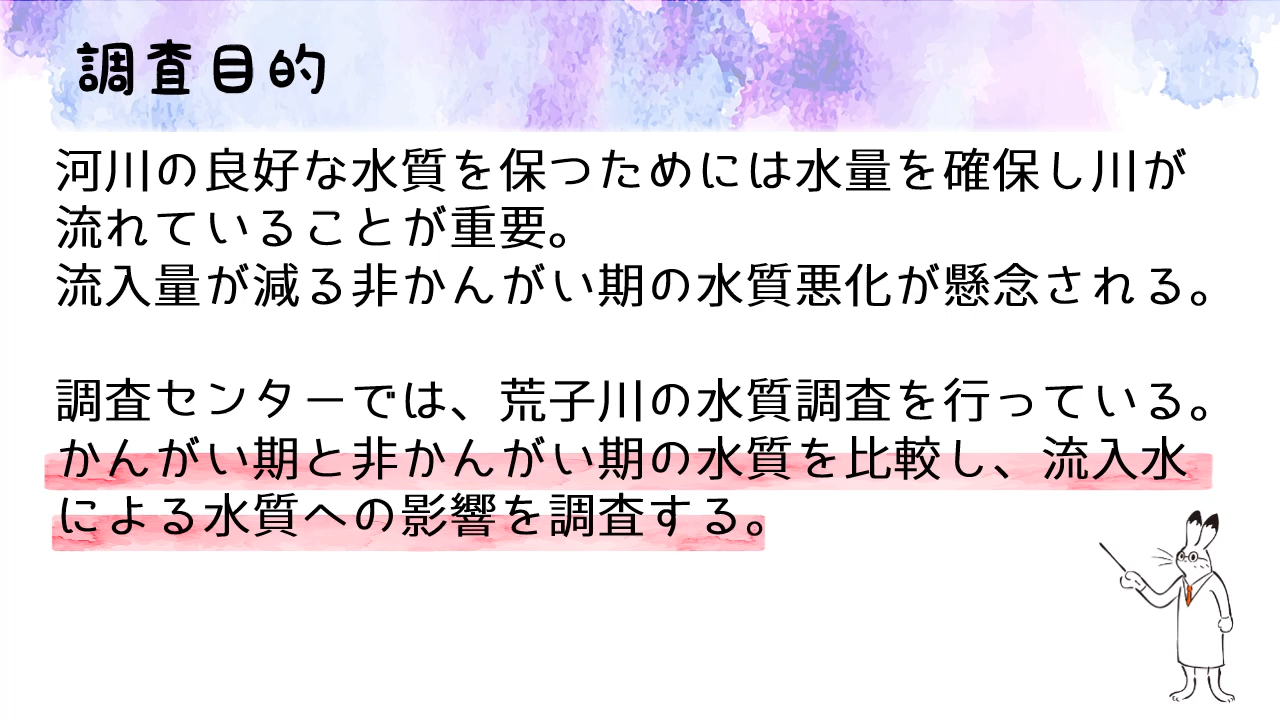 調査目的
河川の良好な水質を保つためには水量を確保し川が
流れていることが重要。
流入量が減る非かんがい期の水質悪化が懸念される。
調査センターでは、荒子川の水質調査を行っている。
かんがい期と非かんがい期の水質を比較し、流入水
による水質への影響を調査する。